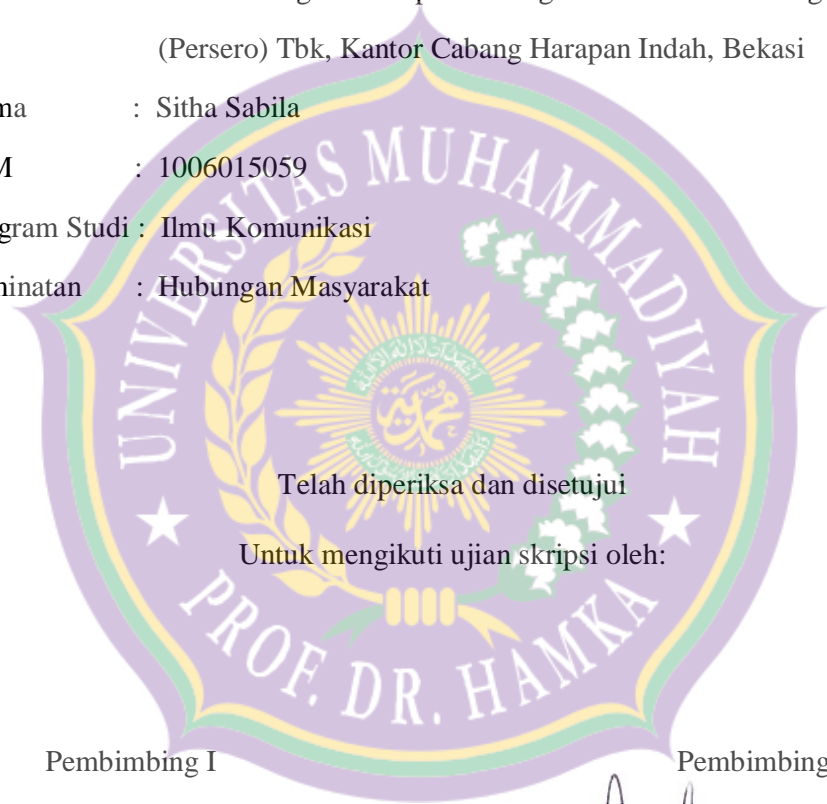 (Persero) Tbk, Kantor Cabang Harapan Indah, Bekasi
ma : Sitha Sabila
M : 1006015059
gram Studi : Ilmu Komunikasi
minatan : Hubungan Masyarakat
UNIVERSITAS MUHAMMADIYAH
Telah diperiksa dan disetujui
Untuk mengikuti ujian skripsi oleh:
PROF. DR. HAMKA
Pembimbing I Pembimbing